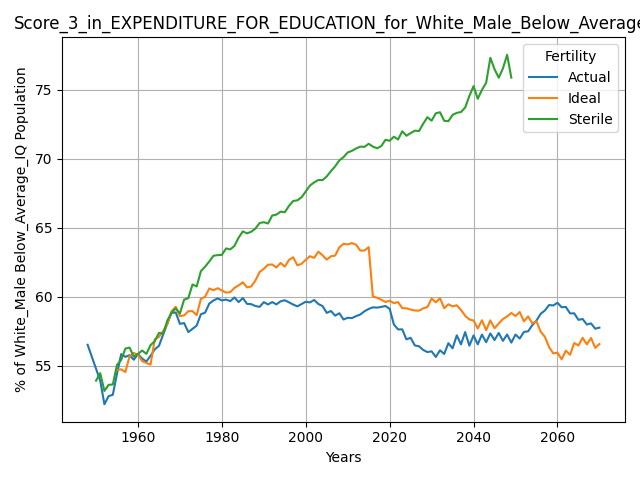 Score_3_in_EXPENDITURE_FOR_EDUCATION_for_White_Male_Below_Average
% of White_Male Below_Average_IQ Population
75
70
65
60
55
Fertility
Actual
Ideal
Sterile
1960
1980
2000
2020
2040
2060
Years